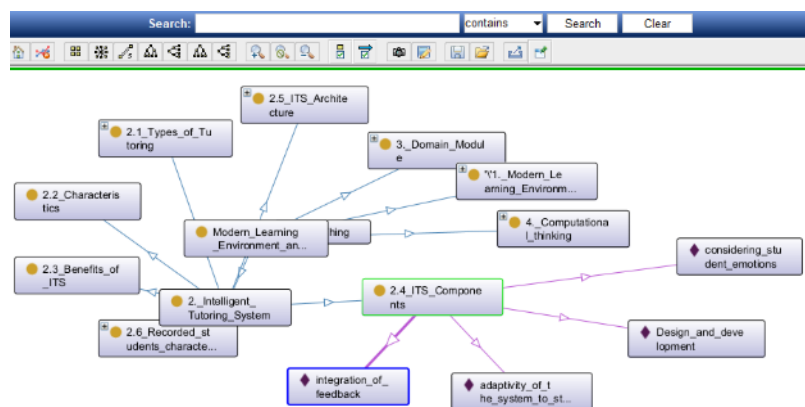 Search:
contains
Search
Clear
2.5_ITS_Archite
cture
2.1_Types_of_Tu
toring
3._Domain_Modul
e
"\'1._Modern_Le
arning_Environm...
2.2_Characteris
tics
4._Computationa
l_thinking
Modern_Learning
_Environment_an...
hing
considering_stu
dent_emotions
2.3_Benefits_of
_ITS
2._Intelligent_
Tutoring_System
2.4_ITS_Compone
nts
2.6_Recorded_st
udents_characte...
Design_and_deve
lopment
integration_of_
feedback
adaptivity_of_t
he_system_to_st...